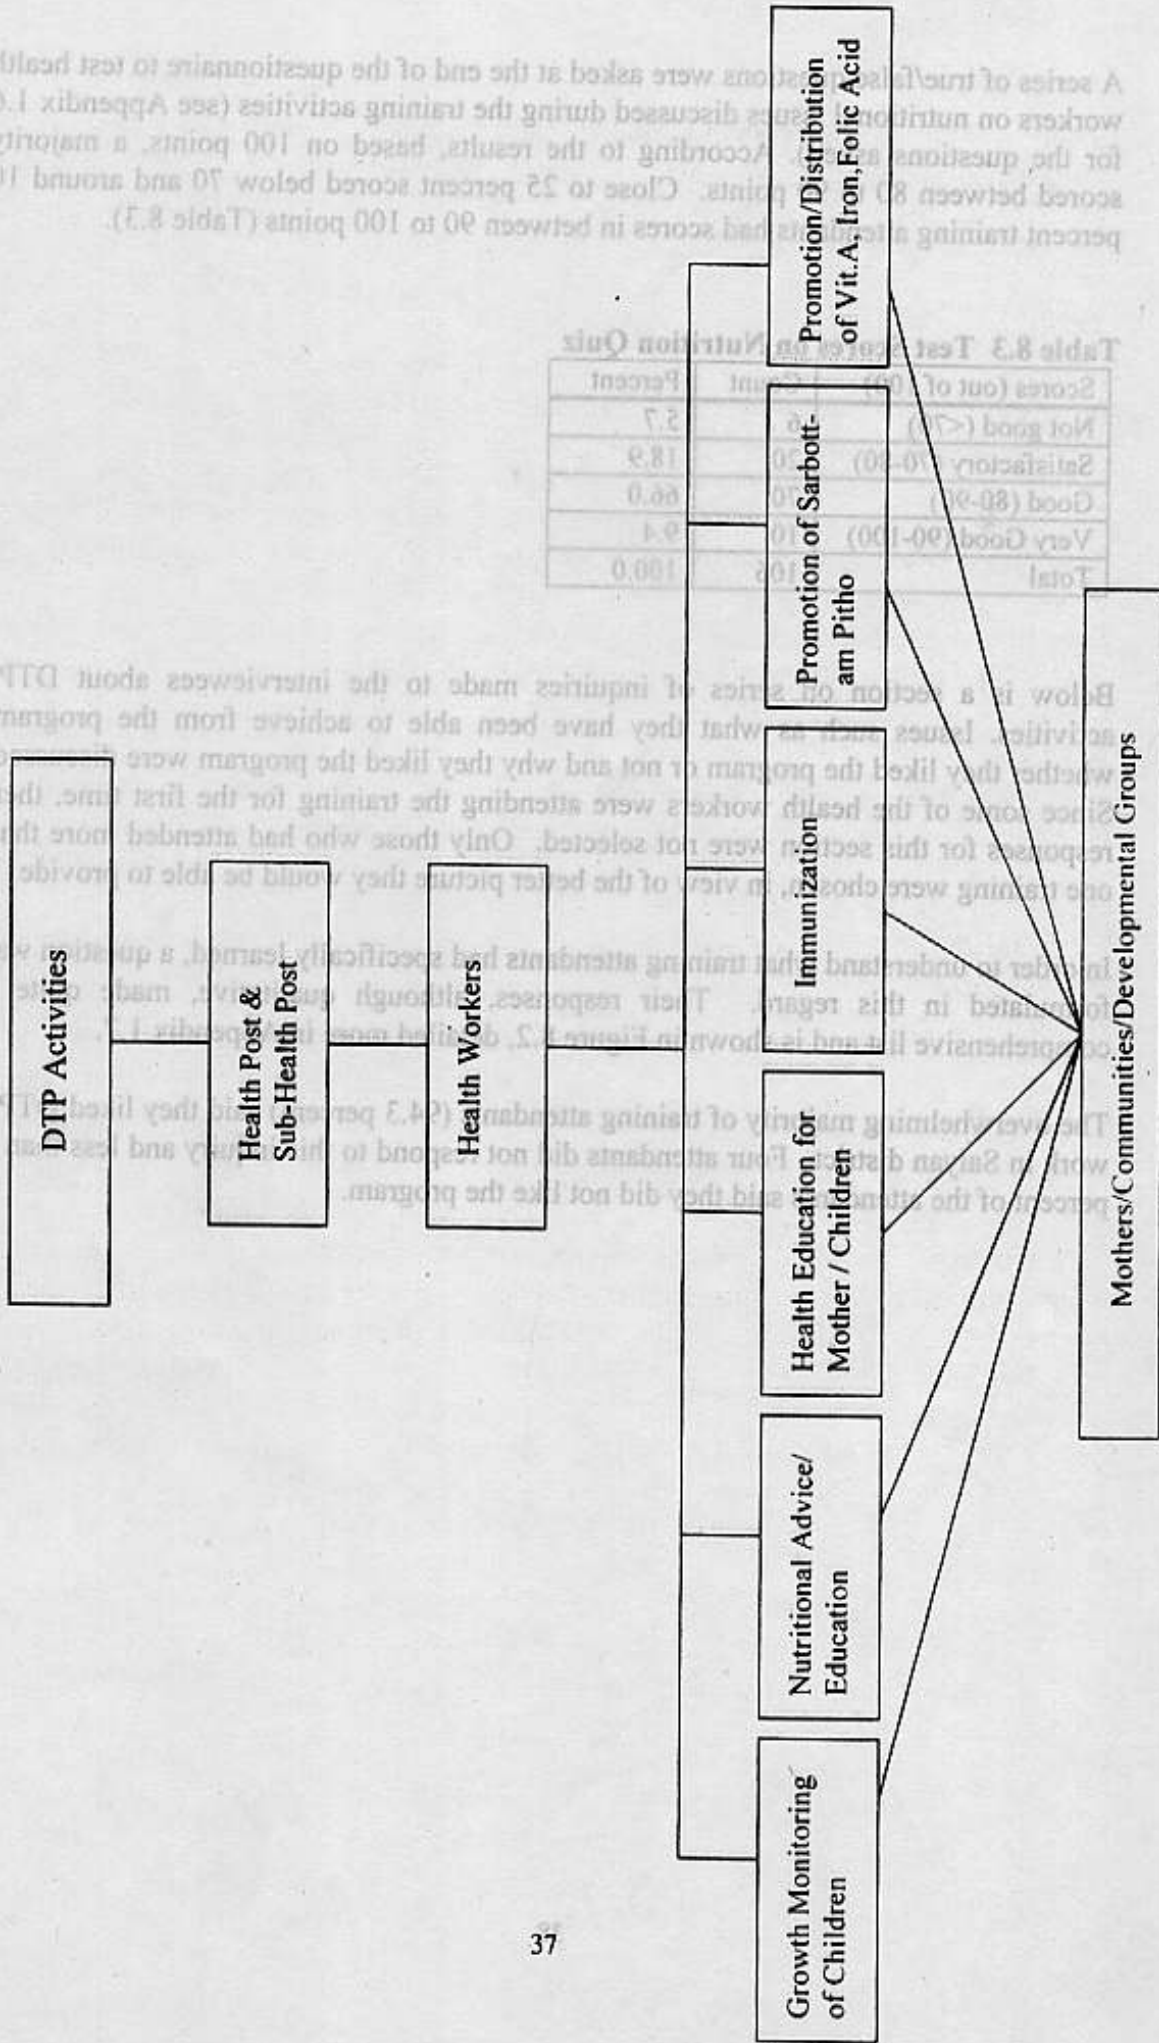 DTP Activities
Health Post &
Sub-Health Post
Health Workers
Growth Monitoring
of Children
Nutritional Advice/
Education
Health Education for
Mother / Children
Immunization
Promotion of Sarbott-
am Pitho
Promotion/Distribution
of Vit.A, Iron,Folic Acid
Mothers/Communities/Developmental Groups
37
A series of true/false questions were asked at the end of the questionnaire to test health
workers on nutritional issues discussed during the training activities (see Appendix 1.6
for the questions asked). According to the results, based on 100 points, a majority
scored between 80 to points. Close to 25 percent scored below 70 and around 10
percent training attendants had scores in between 90 to 100 points (Table 8.3).
Table 8.3 Test Scores on Nutrition Quiz
Scores (out of 100) Count Percent
Not good (<70) 6 5.7
Satisfactory (70-80) 20 18.9
Good (80-90) 70 66.0
Very Good (90-100) 10 9.4
Total 106 100.0
Below is a section on series of inquiries made to the interviewees about DTP
activities. Issues such as what they have been able to achieve from the program
whether they liked the program or not and why they liked the program were
Since some of the health workers were attending the training for the first time,
responses for this section were not selected. Only those who had attended more
one training were chosen, in view of the better picture they would be able to provide
In order to understand what training attendants had specifically learned, a question
formulated in this regard. Their responses, although qualitative, made
comprehensive list and is shown in Figure 8.2, detailed more in Appendix
The overwhelming majority of training attendants (94.3 percent) said they liked DTP
work in Salyan district. Four attendants did not respond to this inquiry and less than
percent of the attendants said they did not like the program.